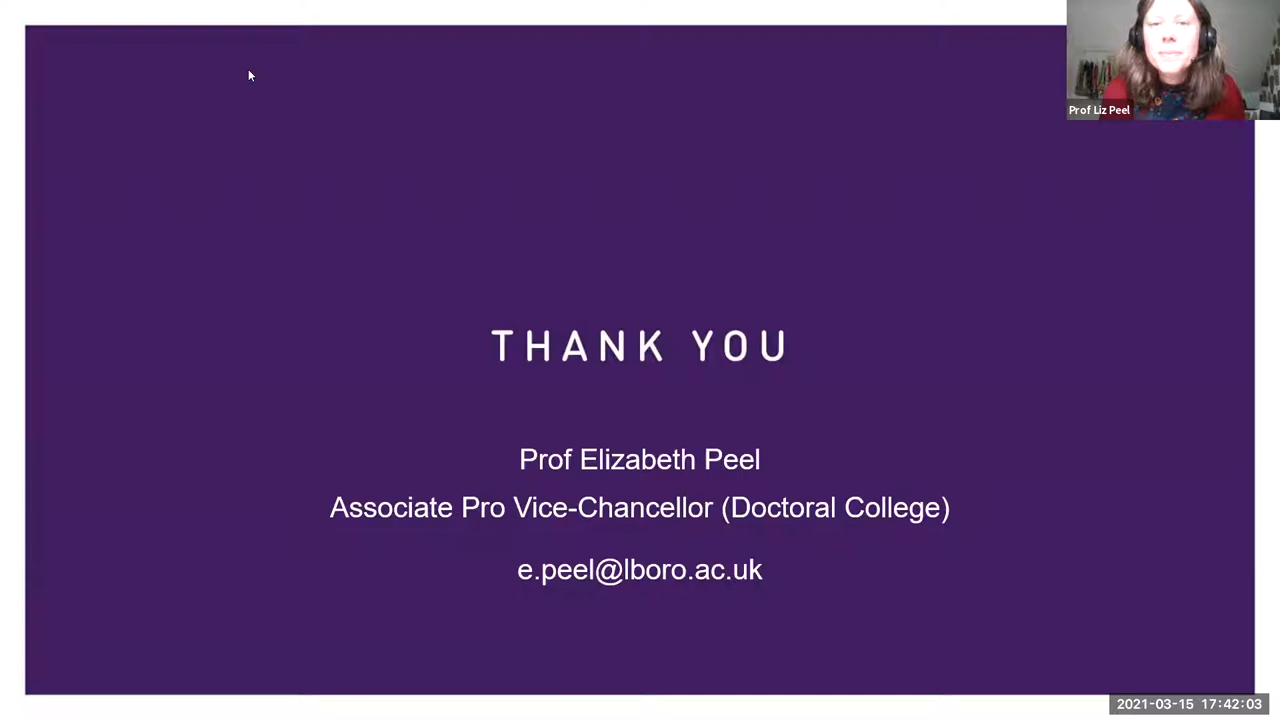 Prof Liz Peel
THANK YOU
Prof Elizabeth Peel
Associate Pro Vice-Chancellor (Doctoral College)
e.peel@lboro.ac.uk
2021-03-15 17:42:03